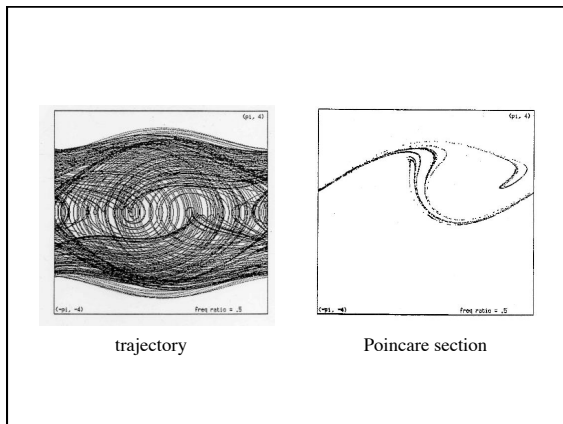 (pi, 4)
(-pi, -4)
freq ratio = .5
trajectory
(pi, 4)
(-pi, -4)
freq ratio = .5
Poincare section